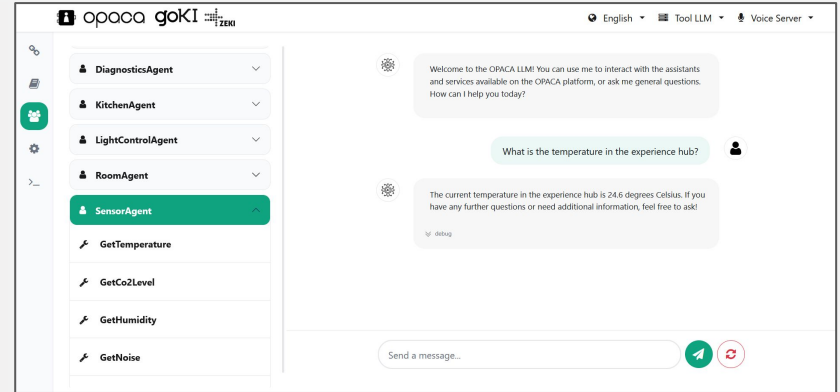 opaca goKI ZEKI
English
Tool LLM
Voice Server
DiagnosticsAgent
KitchenAgent
LightControlAgent
RoomAgent
SensorAgent
GetTemperature
GetCo2Level
GetHumidity
GetNoise
Welcome to the OPACA LLM! You can use me to interact with the assistants
and services available on the OPACA platform, or ask me general questions.
How can I help you today?
What is the temperature in the experience hub?
The current temperature in the experience hub is 24.6 degrees Celsius. If you
have any further questions or need additional information, feel free to ask!
debug
Send a message...